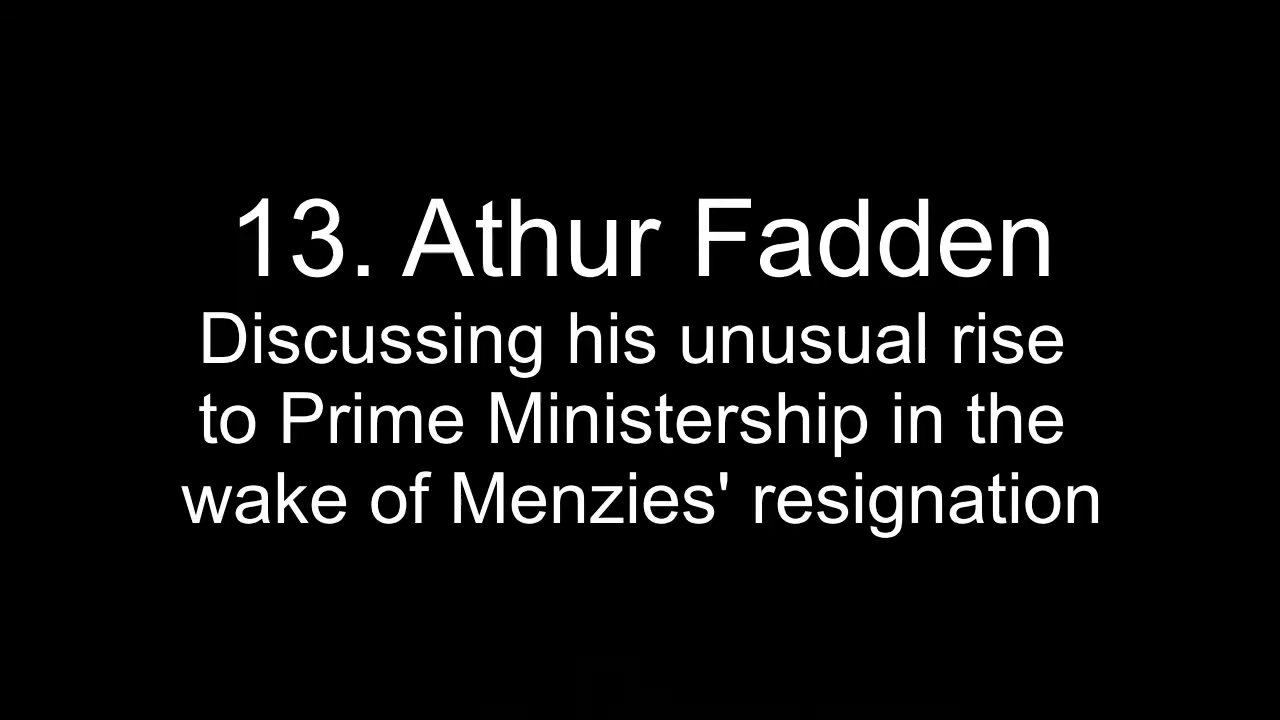 13. Athur Fadden
Discussing his unusual rise
to Prime Ministership in the
wake of Menzies' resignation